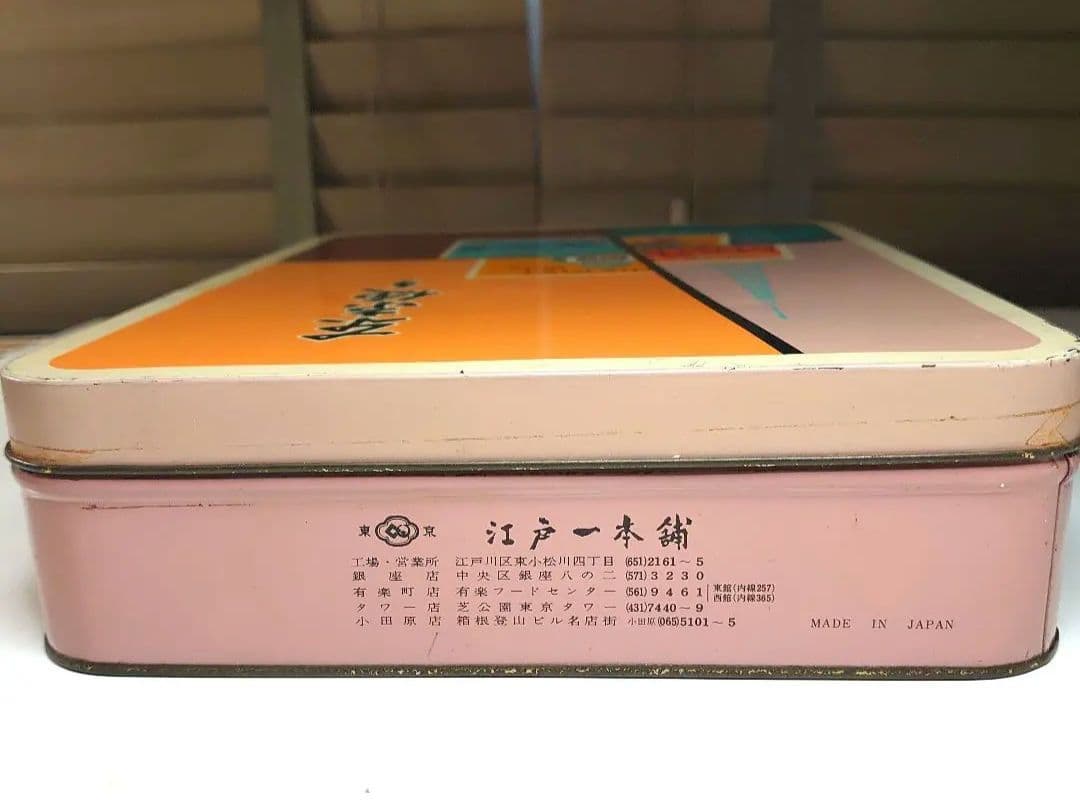 東 京 江戸一本舗
工場・営業所 江戸川区東小松川四丁目 (651)2161～5
銀座店 中央区銀座八の二 (571)3230
有楽町店 有楽フードセンター (561)9461 東館(内線257) 西館(内線365)
タワー店 芝公園東京タワー (431)7440～9
小田原店 箱根登山ビル名店街 小田原(065)5101～5
MADE IN JAPAN